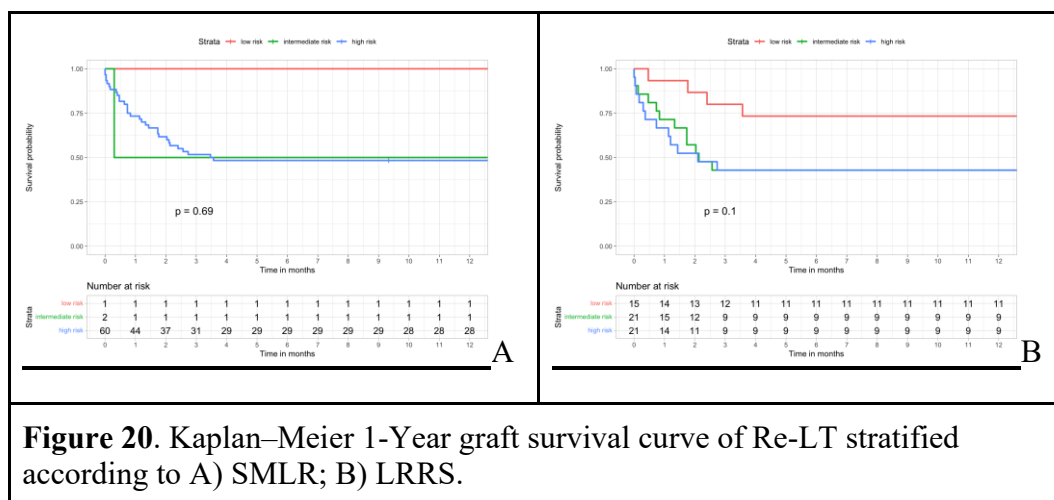 Strata low risk intermediate risk high risk
1.00
0.75
0.50
0.25
0.00
Survival probability
p = 0.69
0 1 2 3 4 5 6 7 8 9 10 11 12
Time in months
Number at risk
Strata
low risk 1 1 1 1 1 1 1 1 1 1 1 1 1
intermediate risk 2 1 1 1 1 1 1 1 1 1 1 1 1
high risk 60 44 37 31 29 29 29 29 29 29 28 28 28
0 1 2 3 4 5 6 7 8 9 10 11 12
Time in months
A
Strata low risk intermediate risk high risk
1.00
0.75
0.50
0.25
0.00
Survival probability
p = 0.1
0 1 2 3 4 5 6 7 8 9 10 11 12
Time in months
Number at risk
Strata
low risk 15 14 13 12 11 11 11 11 11 11 11 11 11
intermediate risk 21 15 12 9 9 9 9 9 9 9 9 9 9
high risk 21 14 11 9 9 9 9 9 9 9 9 9 9
0 1 2 3 4 5 6 7 8 9 10 11 12
Time in months
B
Figure 20. Kaplan–Meier 1-Year graft survival curve of Re-LT stratified
according to A) SMLR; B) LRRS.